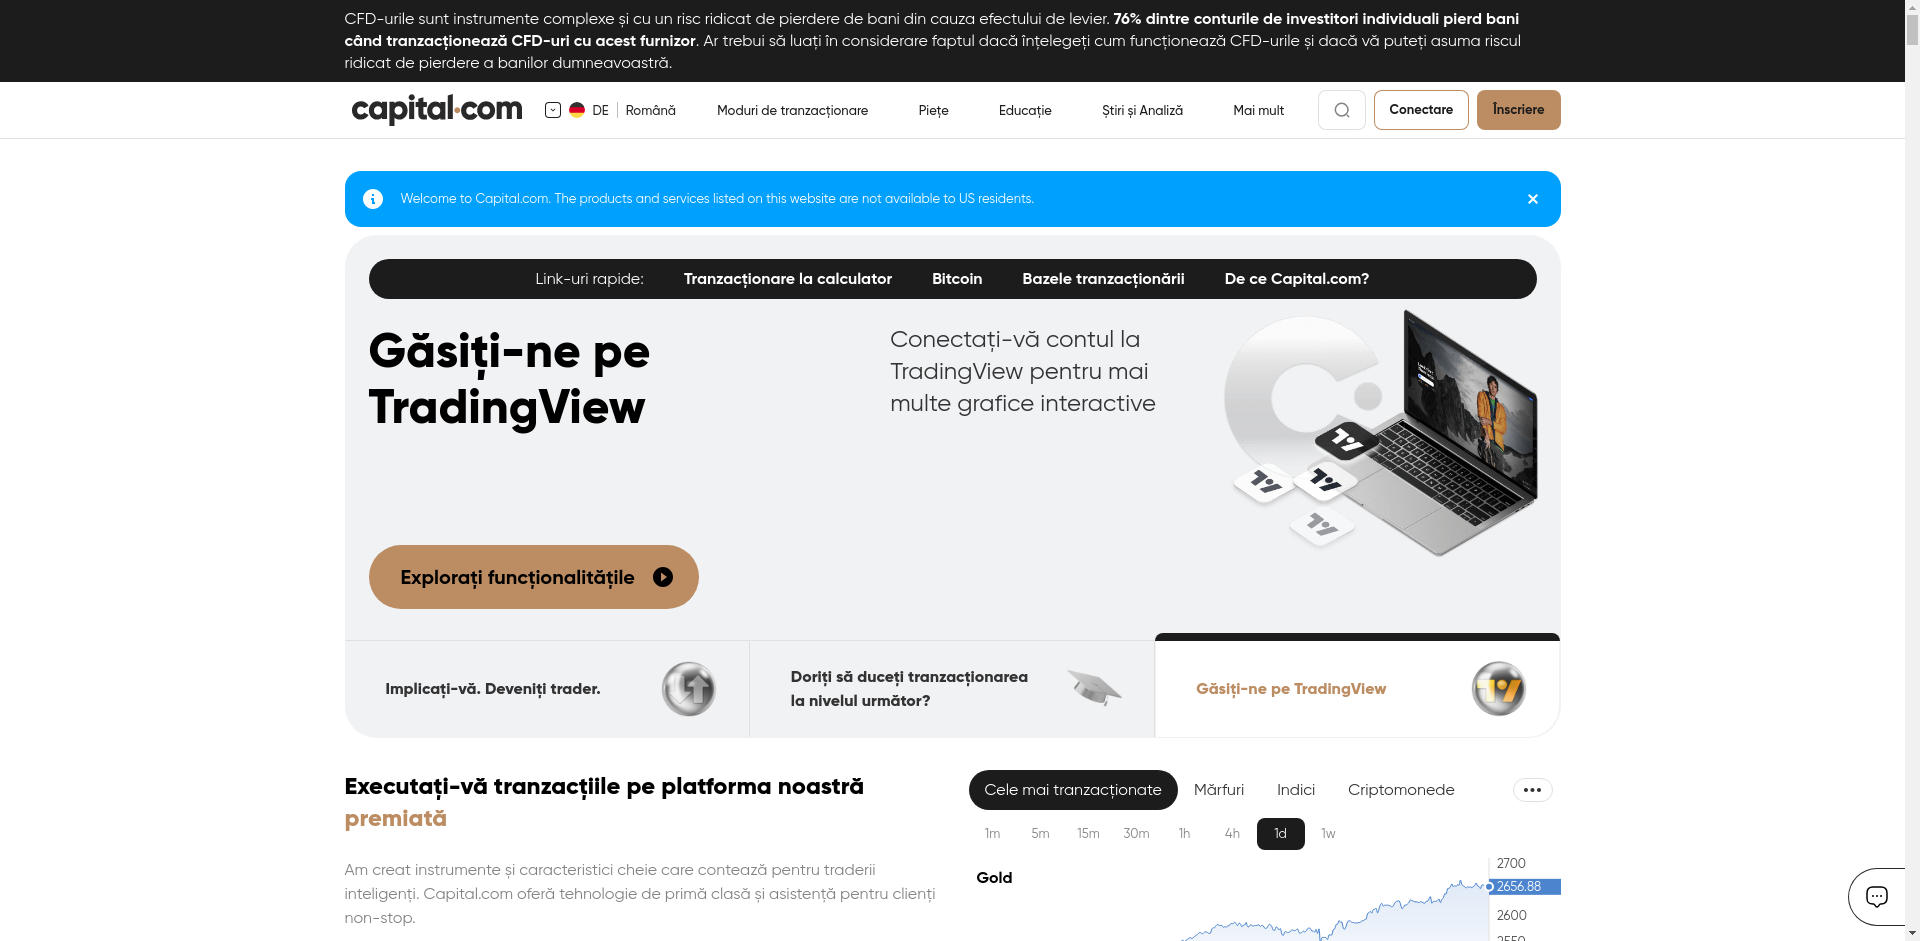 CFD-urile sunt instrumente complexe și cu un risc ridicat de pierdere de bani din cauza efectului de levier. 76% dintre conturile de investitori individuali pierd bani
când tranzacționează CFD-uri cu acest furnizor. Ar trebui să luați în considerare faptul dacă înțelegeți cum funcționează CFD-urile și dacă vă puteți asuma riscul
ridicat de pierdere a banilor dumneavoastră.
capital.com
DE
Română
Moduri de tranzacționare
Piețe
Educație
Știri și Analiză
Mai mult
Conectare
Înscriere
Welcome to Capital.com. The products and services listed on this website are not available to US residents.
Link-uri rapide:
Tranzacționare la calculator
Bitcoin
Bazele tranzacționării
De ce Capital.com?
Găsiți-ne pe
TradingView
Conectați-vă contul la
TradingView pentru mai
multe grafice interactive
Explorați funcționalitățile
Implicați-vă. Deveniți trader.
Doriți să duceți tranzacționarea
la nivelul următor?
Găsiți-ne pe TradingView
Executați-vă tranzacțiile pe platforma noastră
premiată
Am creat instrumente și caracteristici cheie care contează pentru traderii
inteligenți. Capital.com oferă tehnologie de primă clasă și asistență pentru clienți
non-stop.
Cele mai tranzacționate
Mărfuri
Indici
Criptomonede
1m
5m
15m
30m
1h
4h
1d
1w
Gold
2700
2656.88
2600
2550